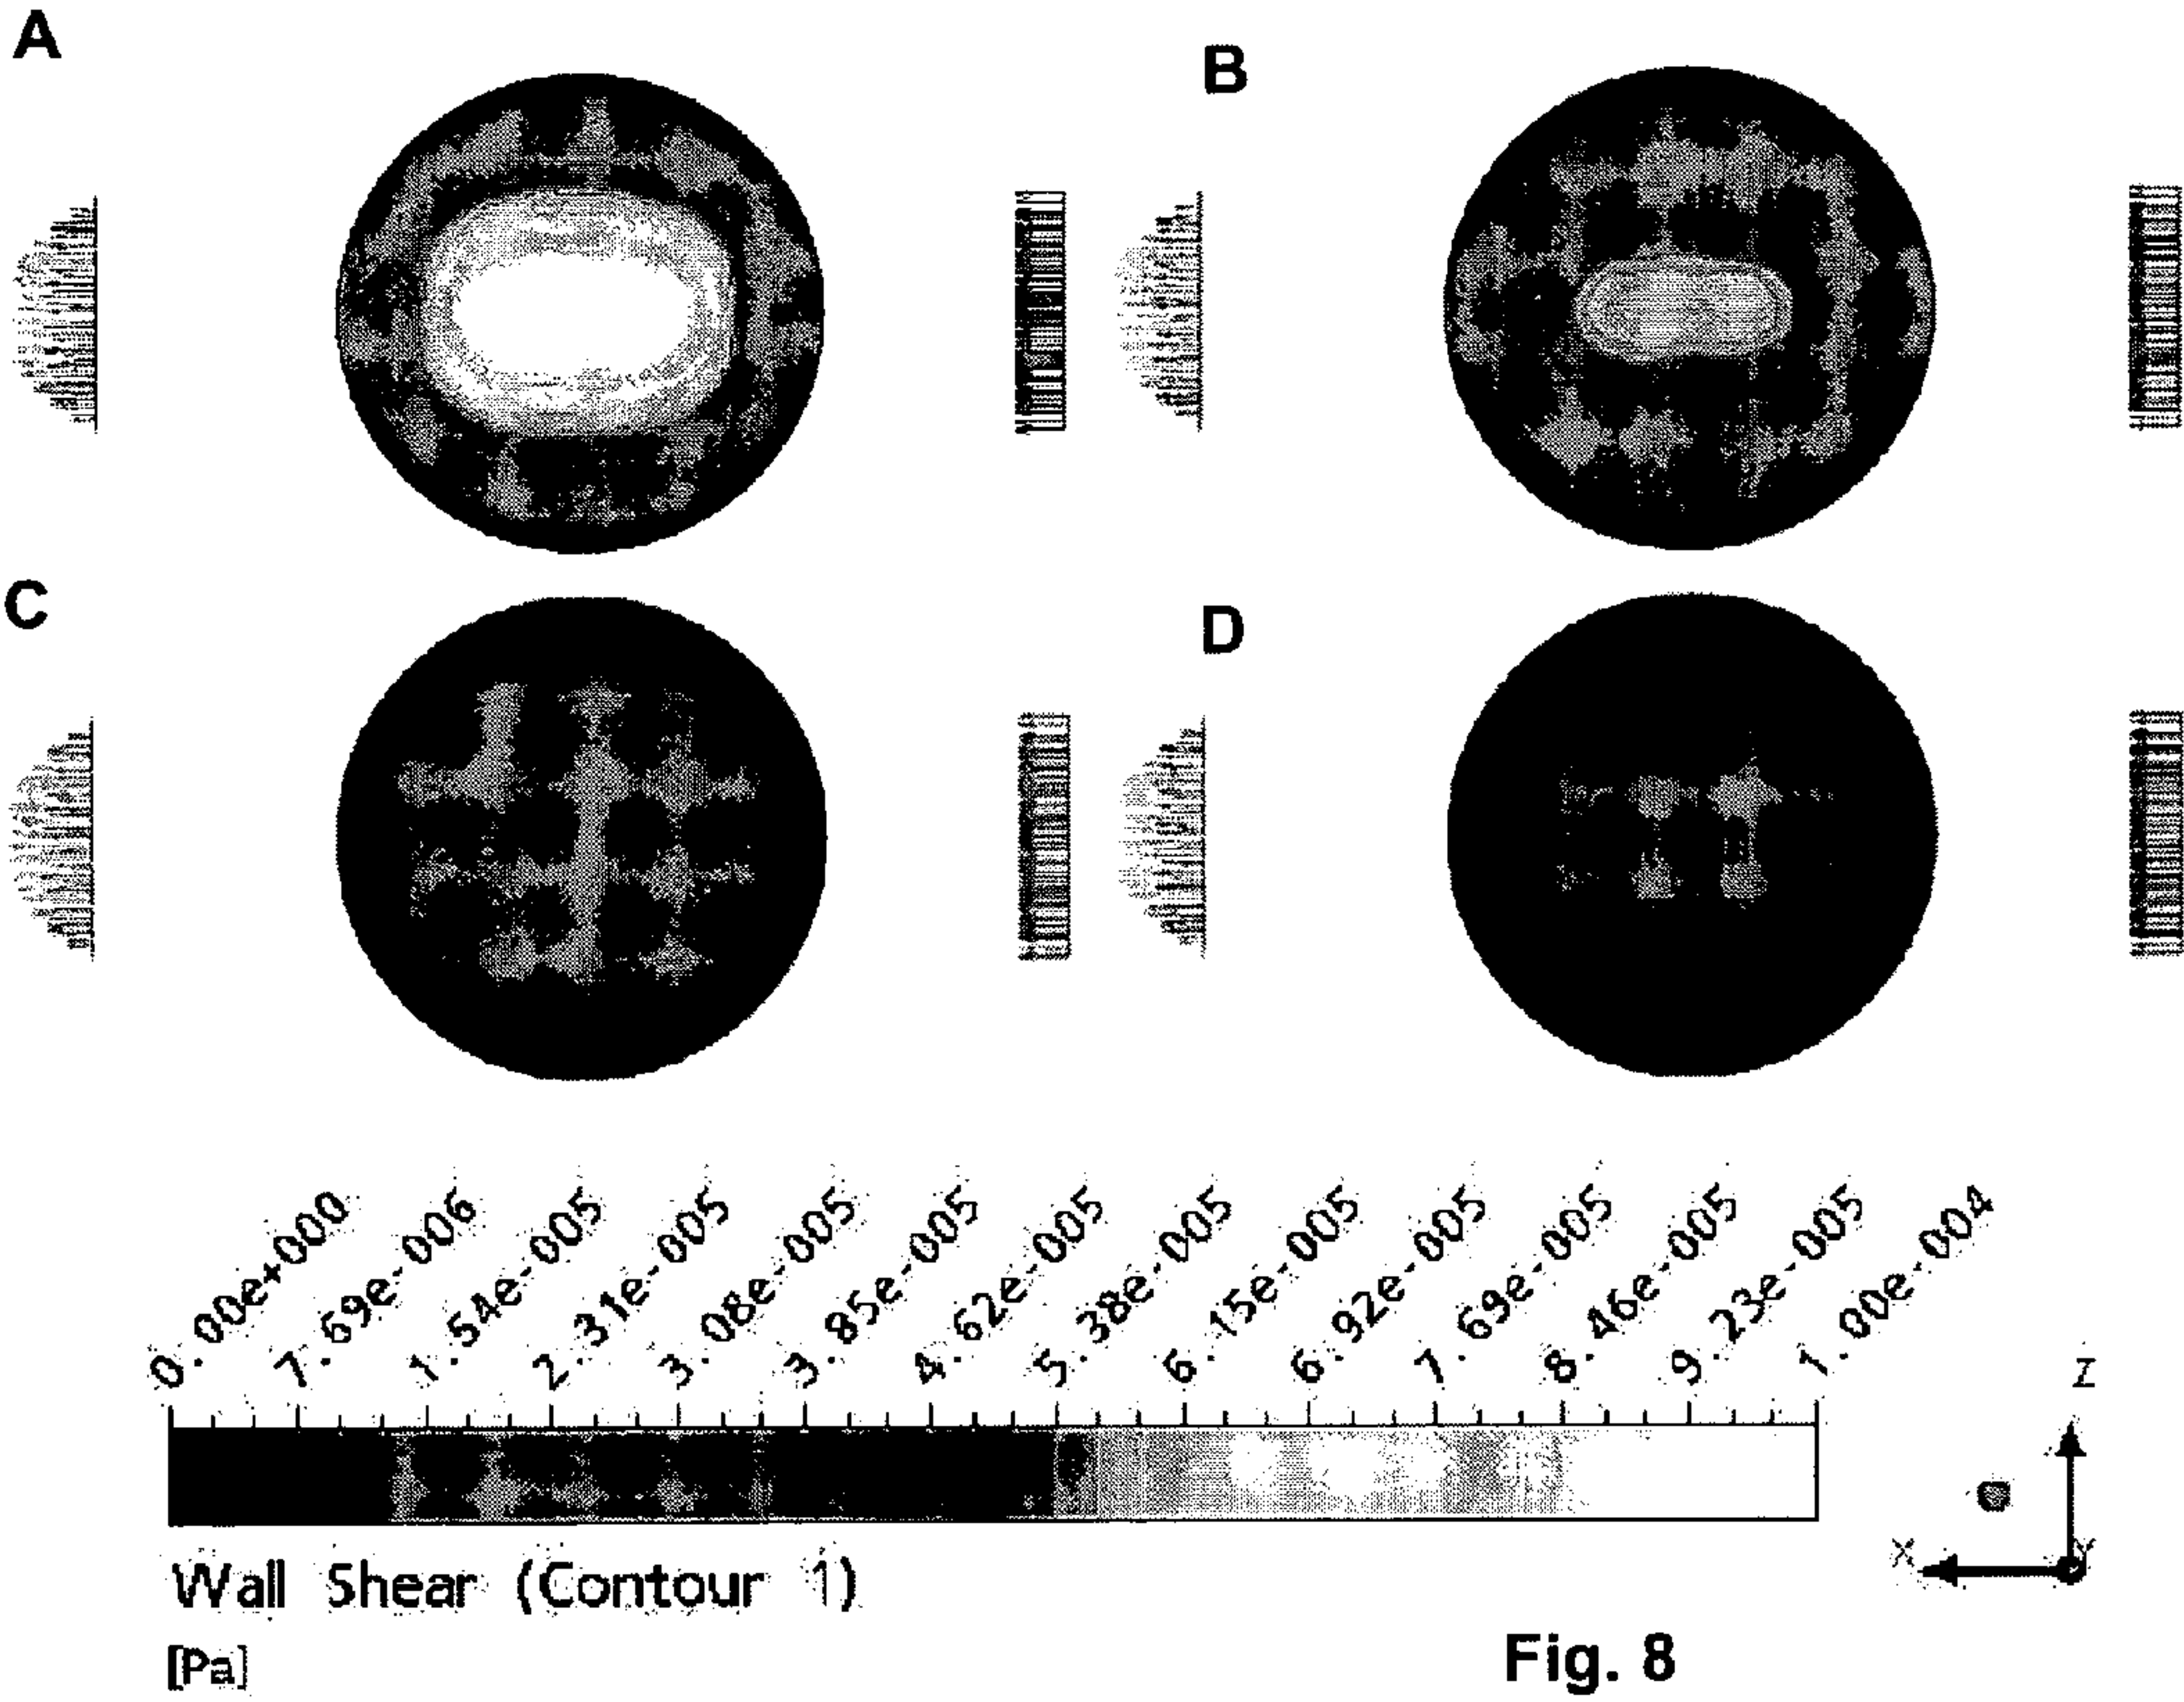 A
B
C
D
0.00e+000
7.69e-006
1.54e-005
2.31e-005
3.08e-005
3.85e-005
4.62e-005
5.38e-005
6.15e-005
6.92e-005
7.69e-005
8.46e-005
9.23e-005
1.00e-004
Z
X Y
Wall Shear (Contour 1)
[Pa]
Fig. 8